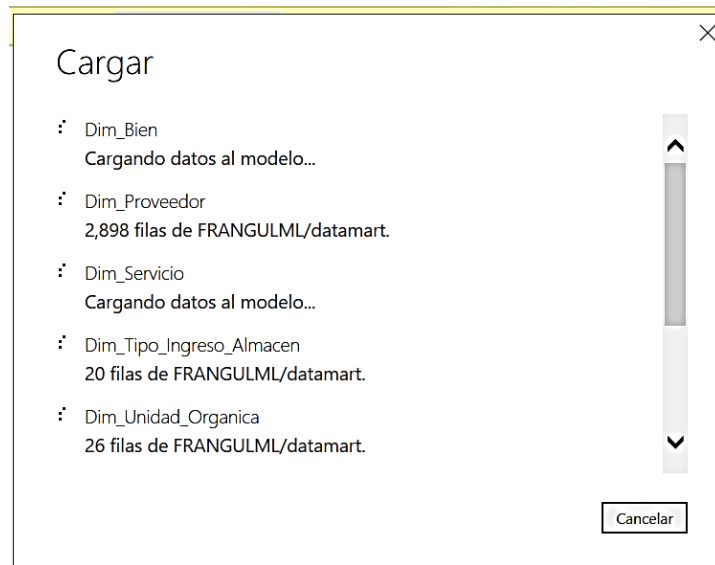 Cargar
Dim_Bien
Cargando datos al modelo...
Dim_Proveedor
2,898 filas de FRANGULML/datamart.
Dim_Servicio
Cargando datos al modelo...
Dim_Tipo_Ingreso_Almacen
20 filas de FRANGULML/datamart.
Dim_Unidad_Organica
26 filas de FRANGULML/datamart.
Cancelar